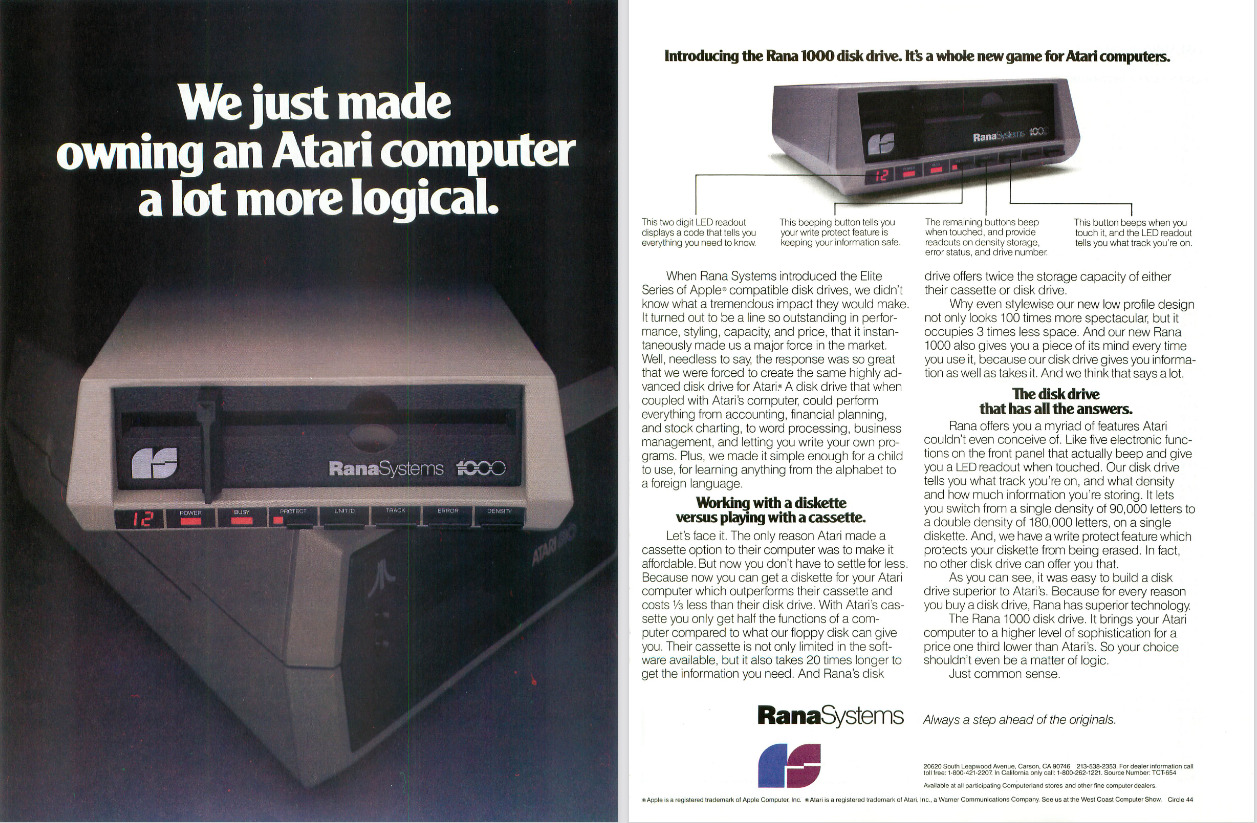 We just made
owning an Atari computer
a lot more logical.
RanaSystems 1000
12 POWER BUSY PROTECT UNIT ID TRACK ERROR DENSITY
ATARI
Introducing the Rana 1000 disk drive. It's a whole new game for Atari computers.
RanaSystems 1000
12
This two digit LED readout
displays a code that tells you
everything you need to know.
This beeping button tells you
your write protect feature is
keeping your information safe.
The remaining buttons beep
when touched, and provide
readouts on density storage,
error status, and drive number.
This button beeps when you
touch it, and the LED readout
tells you what track you're on.
When Rana Systems introduced the Elite
Series of Apple® compatible disk drives, we didn't
know what a tremendous impact they would make.
It turned out to be a line so outstanding in perfor-
mance, styling, capacity, and price, that it instan-
taneously made us a major force in the market.
Well, needless to say, the response was so great
that we were forced to create the same highly ad-
vanced disk drive for Atari.® A disk drive that when
coupled with Atari's computer, could perform
everything from accounting, financial planning,
and stock charting, to word processing, business
management, and letting you write your own pro-
grams. Plus, we made it simple enough for a child
to use, for learning anything from the alphabet to
a foreign language.
Working with a diskette
versus playing with a cassette.
Let's face it. The only reason Atari made a
cassette option to their computer was to make it
affordable. But now you don't have to settle for less.
Because now you can get a diskette for your Atari
computer which outperforms their cassette and
costs ⅓ less than their disk drive. With Atari's cas-
sette you only get half the functions of a com-
puter compared to what our floppy disk can give
you. Their cassette is not only limited in the soft-
ware available, but it also takes 20 times longer to
get the information you need. And Rana's disk
drive offers twice the storage capacity of either
their cassette or disk drive.
Why even stylewise our new low profile design
not only looks 100 times more spectacular, but it
occupies 3 times less space. And our new Rana
1000 also gives you a piece of its mind every time
you use it, because our disk drive gives you informa-
tion as well as takes it. And we think that says a lot.
The disk drive
that has all the answers.
Rana offers you a myriad of features Atari
couldn't even conceive of. Like five electronic func-
tions on the front panel that actually beep and give
you a LED readout when touched. Our disk drive
tells you what track you're on, and what density
and how much information you're storing. It lets
you switch from a single density of 90,000 letters to
a double density of 180,000 letters, on a single
diskette. And, we have a write protect feature which
protects your diskette from being erased. In fact,
no other disk drive can offer you that.
As you can see, it was easy to build a disk
drive superior to Atari's. Because for every reason
you buy a disk drive, Rana has superior technology.
The Rana 1000 disk drive. It brings your Atari
computer to a higher level of sophistication for a
price one third lower than Atari's. So your choice
shouldn't even be a matter of logic.
Just common sense.
RanaSystems Always a step ahead of the originals.
20620 South Leapwood Avenue, Carson, CA 90746 213-538-2353. For dealer information call
toll free: 1-800-421-2207. In California only call: 1-800-262-1221. Source Number: TCT-654
Available at all participating Computerland stores and other fine computer dealers.
®Apple is a registered trademark of Apple Computer, Inc. ®Atari is a registered trademark of Atari, Inc., a Warner Communications Company. See us at the West Coast Computer Show. Circle 44